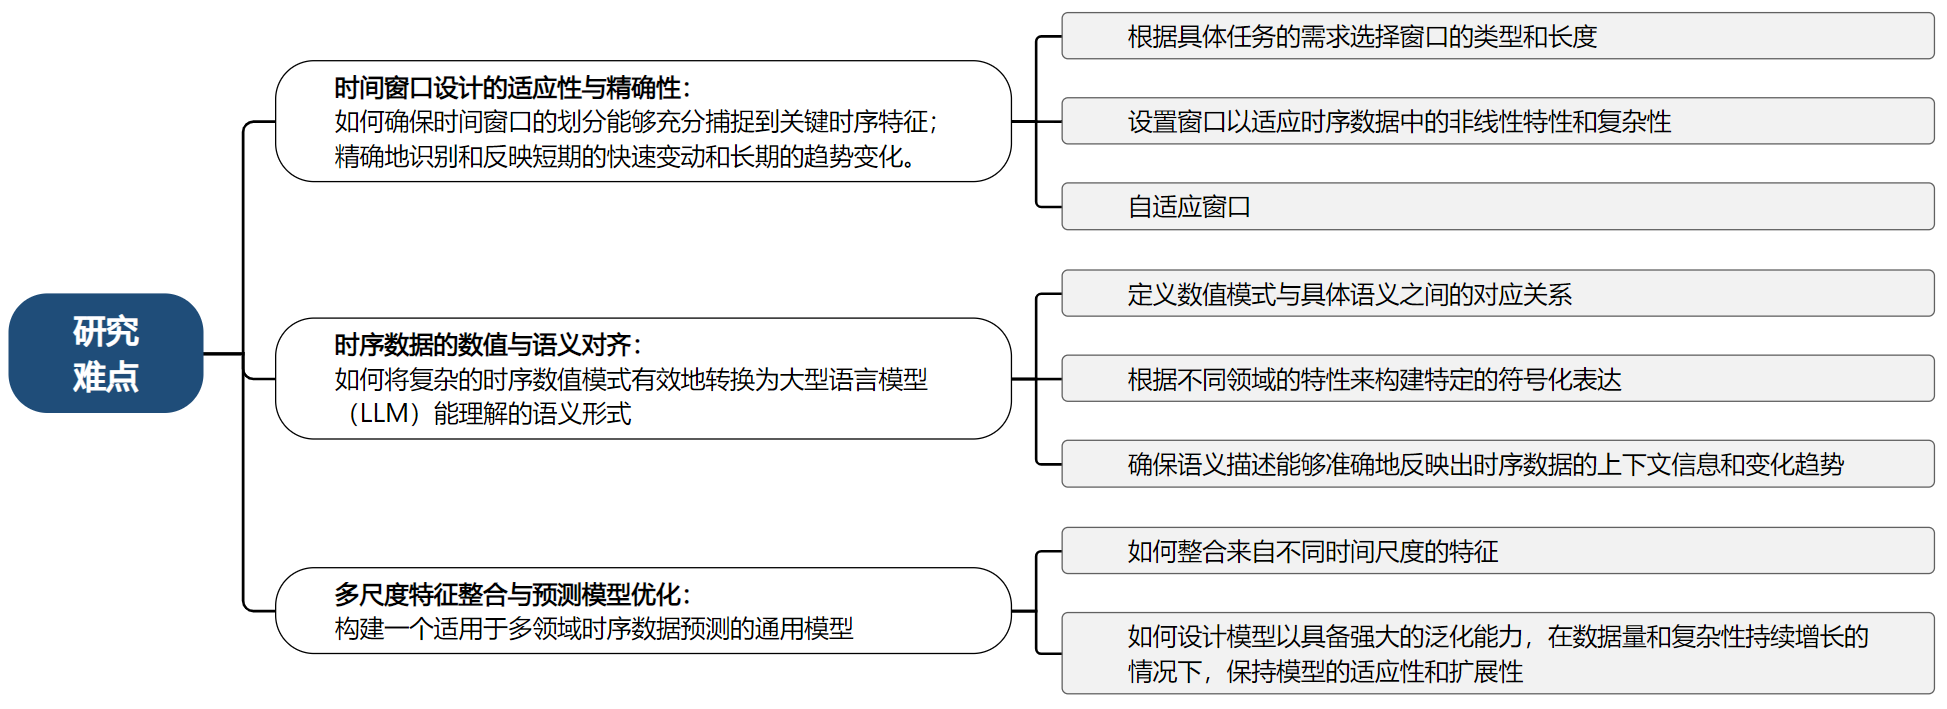 研究
难点
时间窗口设计的适应性与精确性：
如何确保时间窗口的划分能够充分捕捉到关键时序特征；
精确地识别和反映短期的快速变动和长期的趋势变化。
根据具体任务的需求选择窗口的类型和长度
设置窗口以适应时序数据中的非线性特性和复杂性
自适应窗口
时序数据的数值与语义对齐：
如何将复杂的时序数值模式有效地转换为大型语言模型
（LLM）能理解的语义形式
定义数值模式与具体语义之间的对应关系
根据不同领域的特性来构建特定的符号化表达
确保语义描述能够准确地反映出时序数据的上下文信息和变化趋势
多尺度特征整合与预测模型优化：
构建一个适用于多领域时序数据预测的通用模型
如何整合来自不同时间尺度的特征
如何设计模型以具备强大的泛化能力，在数据量和复杂性持续增长的
情况下，保持模型的适应性和扩展性